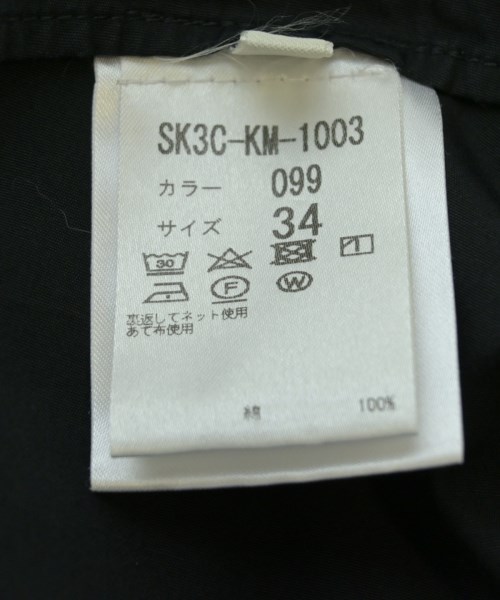 SK3C-KM-1003
カラー 099
サイズ 34
30
F W
裏返してネット使用
あて布使用
綿 100%